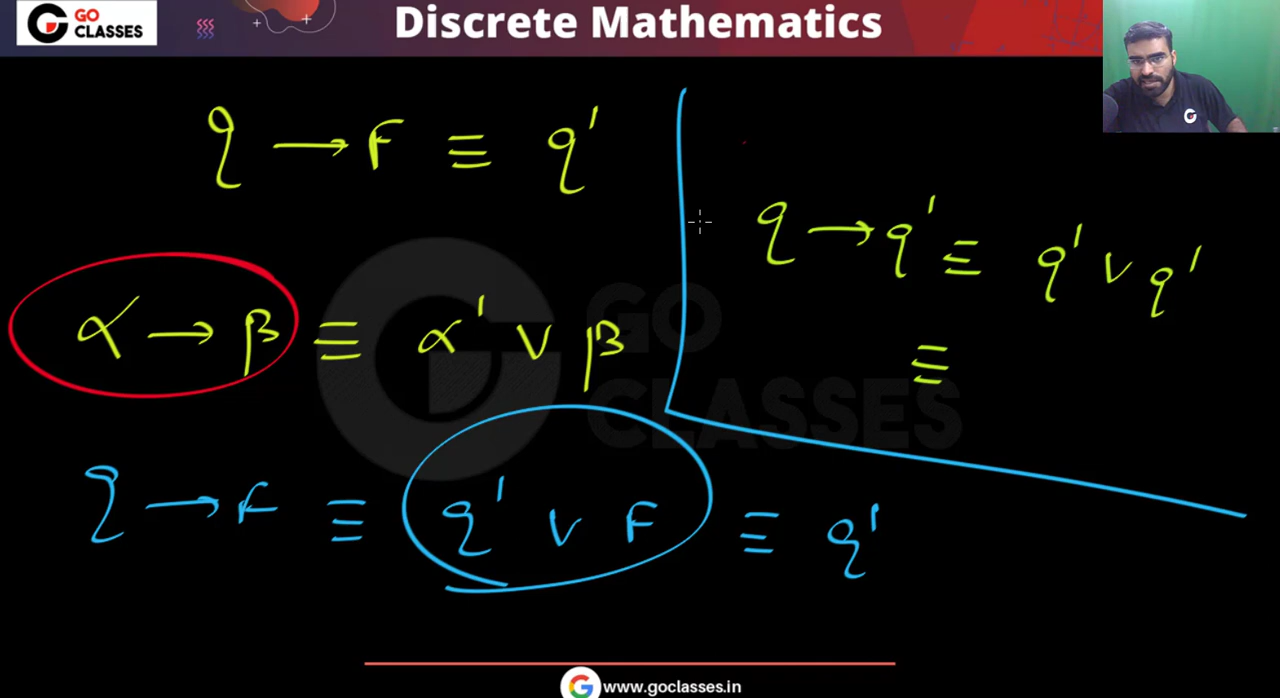 GO
CLASSES
Discrete Mathematics
q → F ≡ q'
α → β ≡ α' ∨ β
q → F ≡ q' ∨ F ≡ q'
q → q' ≡ q' ∨ q'
≡
GO
CLASSES
www.goclasses.in